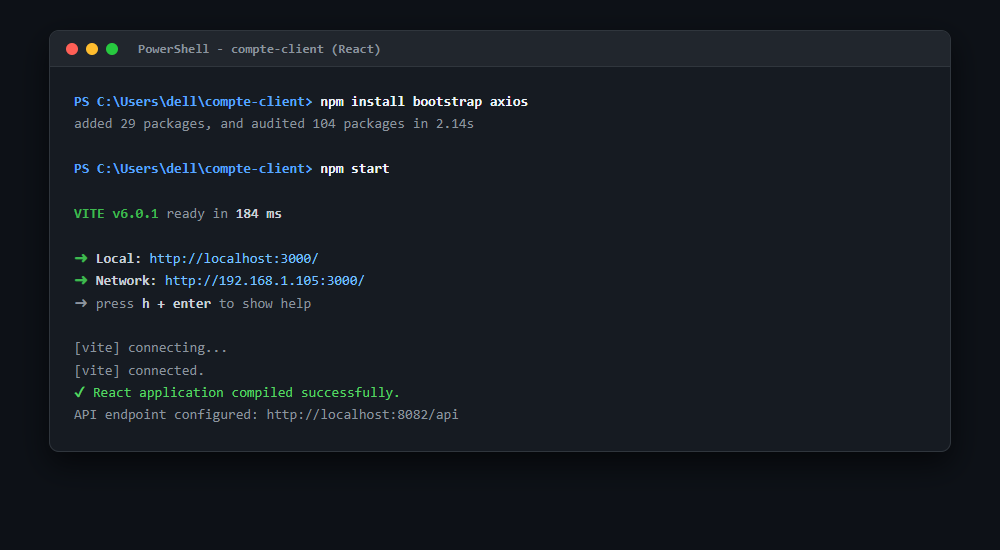 PowerShell - compte-client (React)
PS C:\Users\dell\compte-client> npm install bootstrap axios
added 29 packages, and audited 104 packages in 2.14s
PS C:\Users\dell\compte-client> npm start
VITE v6.0.1 ready in 184 ms
➜ Local: http://localhost:3000/
➜ Network: http://192.168.1.105:3000/
➜ press h + enter to show help
[vite] connecting...
[vite] connected.
✓ React application compiled successfully.
API endpoint configured: http://localhost:8082/api